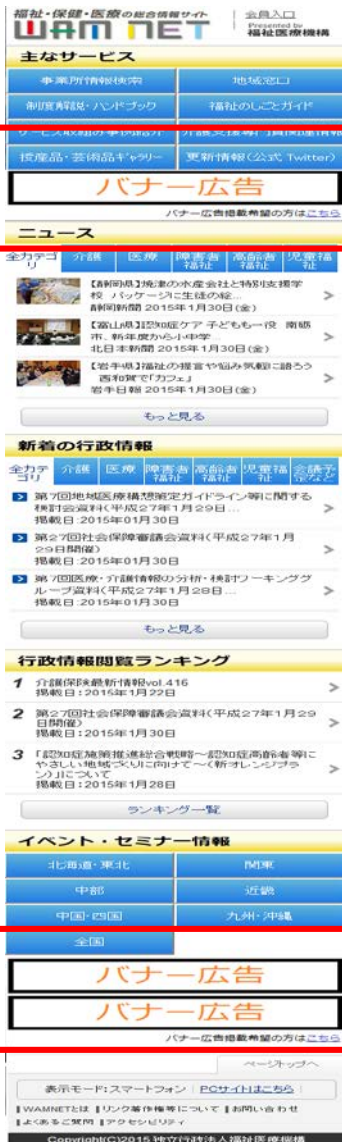 福祉・保健・医療の総合情報サイト
WAM NET
会員入口
Presented by
福祉医療機構
主なサービス
事業所情報検索
地域窓口
制度解説・ハンドブック
福祉のしごとガイド
サービス取組の事例紹介
介護支援専門員関連情報
授産品・芸術品ギャラリー
更新情報(公式 Twitter)
バナー広告
バナー広告掲載希望の方はこちら
ニュース
全カテゴリ
介護
医療
障害者福祉
高齢者福祉
児童福祉
【静岡県】焼津の水産会社と特別支援学
校 パッケージに生徒の絵...
静岡新聞 2015年1月30日(金)
【富山県】認知症ケア 子どもも一役 南砺
市、新年度から小中学...
北日本新聞 2015年1月30日(金)
【岩手県】福祉の提言や悩み気軽に語ろう
西和賀で「カフェ」
岩手日報 2015年1月30日(金)
もっと見る
新着の行政情報
全カテゴリ
介護
医療
障害者福祉
高齢者福祉
児童福祉
会議予定など
第7回地域医療構想策定ガイドライン等に関する
検討会資料(平成27年1月29日...
掲載日:2015年01月30日
第27回社会保障審議会資料(平成27年1月
29日開催)
掲載日:2015年01月30日
第7回医療・介護情報の分析・検討ワーキンググ
ループ資料(平成27年1月28日...
掲載日:2015年01月30日
もっと見る
行政情報閲覧ランキング
1 介護保険最新情報vol.416
掲載日:2015年1月22日
2 第27回社会保障審議会資料(平成27年1月29
日開催)
掲載日:2015年1月30日
3 「認知症施策推進総合戦略~認知症高齢者等に
やさしい地域づくりに向けて~(新オレンジプラ
ン)」について
掲載日:2015年1月28日
ランキング一覧
イベント・セミナー情報
北海道・東北
関東
中部
近畿
中国・四国
九州・沖縄
全国
バナー広告
バナー広告
バナー広告掲載希望の方はこちら
ページトップへ
表示モード:スマートフォン | PCサイトはこちら
WAMNETとは
リンク著作権等について
お問い合わせ
よくあるご質問
アクセシビリティ
Copyright(C)2015 独立行政法人福祉医療機構